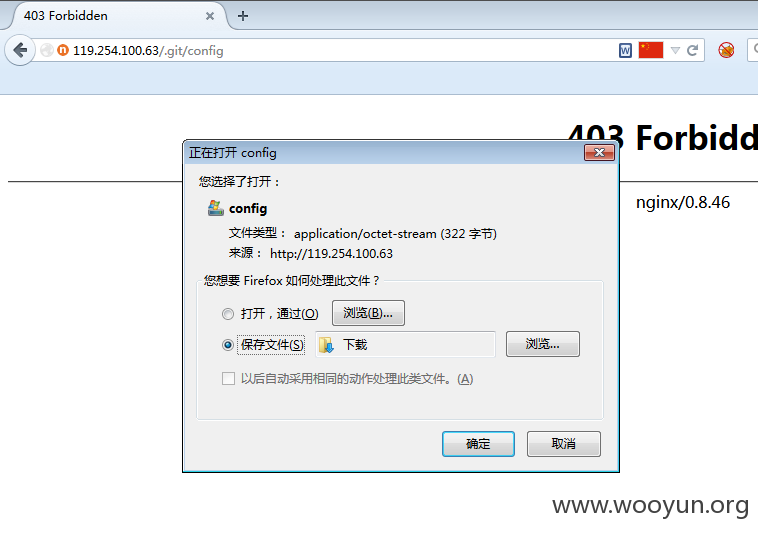 403 Forbidden
119.254.100.63/.git/config
403 Forbidd
nginx/0.8.46
正在打开 config
您选择了打开：
config
文件类型： application/octet-stream (322 字节)
来源： http://119.254.100.63
您想要 Firefox 如何处理此文件？
打开，通过(O) 浏览(B)...
保存文件(S) 下载 浏览...
以后自动采用相同的动作处理此类文件。(A)
确定 取消
www.wooyun.org